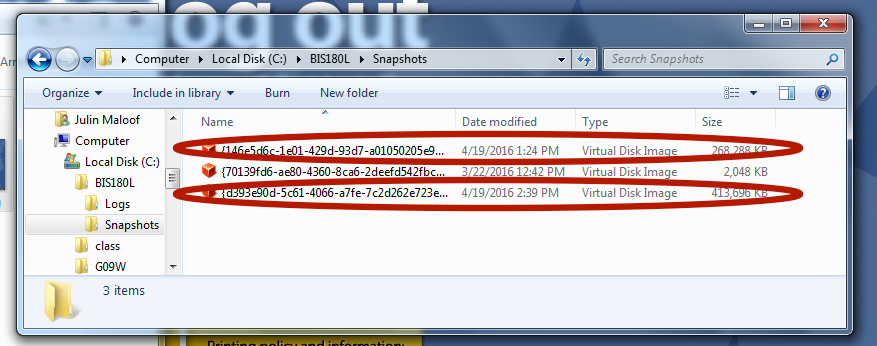 log out
Arr
Computer Local Disk (C:) BIS180L Snapshots
Search Snapshots
Organize Include in library Burn New folder
Name Date modified Type Size
Julin Maloof
Computer
Local Disk (C:)
BIS180L
Logs
Snapshots
class
G09W
{146e5d6c-1e01-429d-93d7-a01050205e9... 4/19/2016 1:24 PM Virtual Disk Image 268,288 KB
{70139fd6-ae80-4360-8ca6-2deefd542fbc... 3/22/2016 12:42 PM Virtual Disk Image 2,048 KB
{d393e90d-5c61-4066-a7fe-7c2d262e723e... 4/19/2016 2:39 PM Virtual Disk Image 413,696 KB
3 items
Printing policy and information: